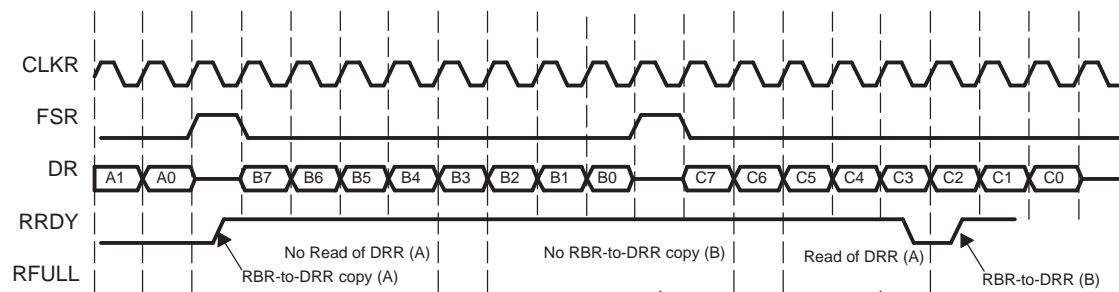 CLKR
FSR
DR
A1 A0 B7 B6 B5 B4 B3 B2 B1 B0 C7 C6 C5 C4 C3 C2 C1 C0
RRDY
No Read of DRR (A)
No RBR-to-DRR copy (B)
Read of DRR (A)
RBR-to-DRR copy (A)
RBR-to-DRR (B)
RFULL